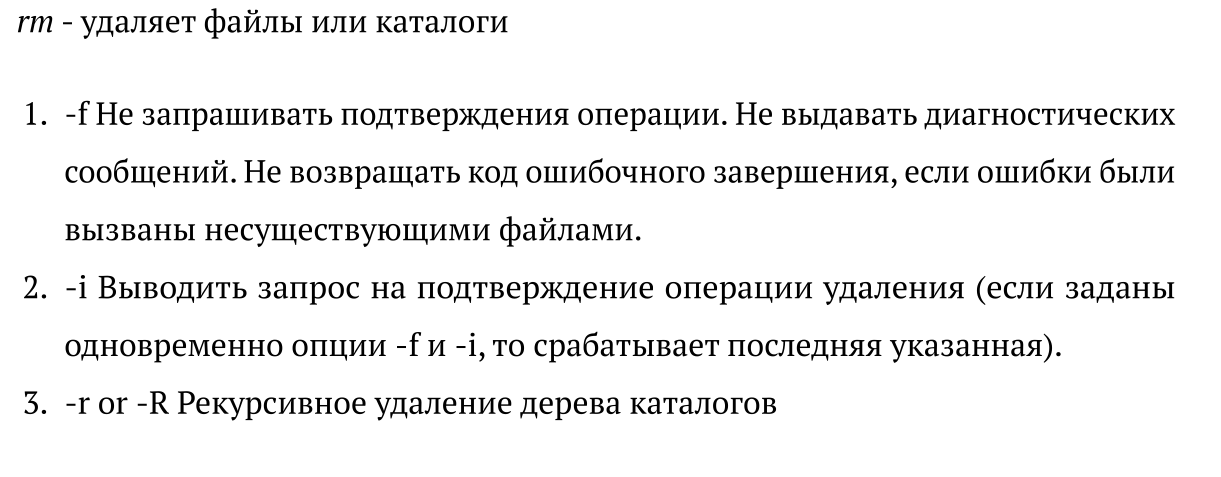 rm - удаляет файлы или каталоги
1. -f Не запрашивать подтверждения операции. Не выдавать диагностических
сообщений. Не возвращать код ошибочного завершения, если ошибки были
вызваны несуществующими файлами.
2. -i Выводить запрос на подтверждение операции удаления (если заданы
одновременно опции -f и -i, то срабатывает последняя указанная).
3. -r or -R Рекурсивное удаление дерева каталогов